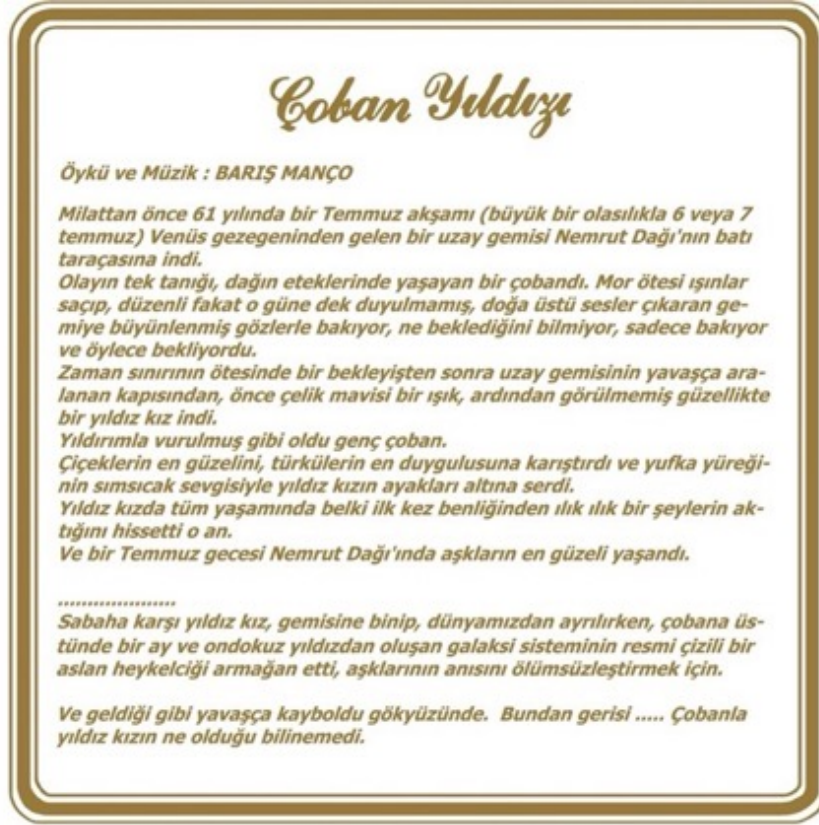 Çoban Yıldızı
Öykü ve Müzik : BARIŞ MANÇO
Milattan önce 61 yılında bir Temmuz akşamı (büyük bir olasılıkla 6 veya 7
temmuz) Venüs gezegeninden gelen bir uzay gemisi Nemrut Dağı'nın batı
taraçasına indi.
Olayın tek tanığı, dağın eteklerinde yaşayan bir çobandı. Mor ötesi ışınlar
saçıp, düzenli fakat o güne dek duyulmamış, doğa üstü sesler çıkaran ge-
miye büyünlenmiş gözlerle bakıyor, ne beklediğini bilmiyor, sadece bakıyor
ve öylece bekliyordu.
Zaman sınırının ötesinde bir bekleyişten sonra uzay gemisinin yavaşça ara-
lanan kapısından, önce çelik mavisi bir ışık, ardından görülmemiş güzellikte
bir yıldız kız indi.
Yıldırımla vurulmuş gibi oldu genç çoban.
Çiçeklerin en güzelini, türkülerin en duygulusuna karıştırdı ve yufka yüreği-
nin sımsıcak sevgisiyle yıldız kızın ayakları altına serdi.
Yıldız kızda tüm yaşamında belki ilk kez benliğinden ılık ılık bir şeylerin ak-
tığını hissetti o an.
Ve bir Temmuz gecesi Nemrut Dağı'ında aşkların en güzeli yaşandı.
....................
Sabaha karşı yıldız kız, gemisine binip, dünyamızdan ayrılırken, çobana üs-
tünde bir ay ve ondokuz yıldızdan oluşan galaksi sisteminin resmi çizili bir
aslan heykelciği armağan etti, aşklarının anısını ölümsüzleştirmek için.
Ve geldiği gibi yavaşça kayboldu gökyüzünde.  Bundan gerisi ..... Çobanla
yıldız kızın ne olduğu bilinemedi.